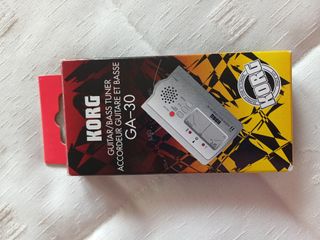 KORG
GUITAR/BASS TUNER
ACCORDEUR GUITARE ET BASSE
GA-30
KORG